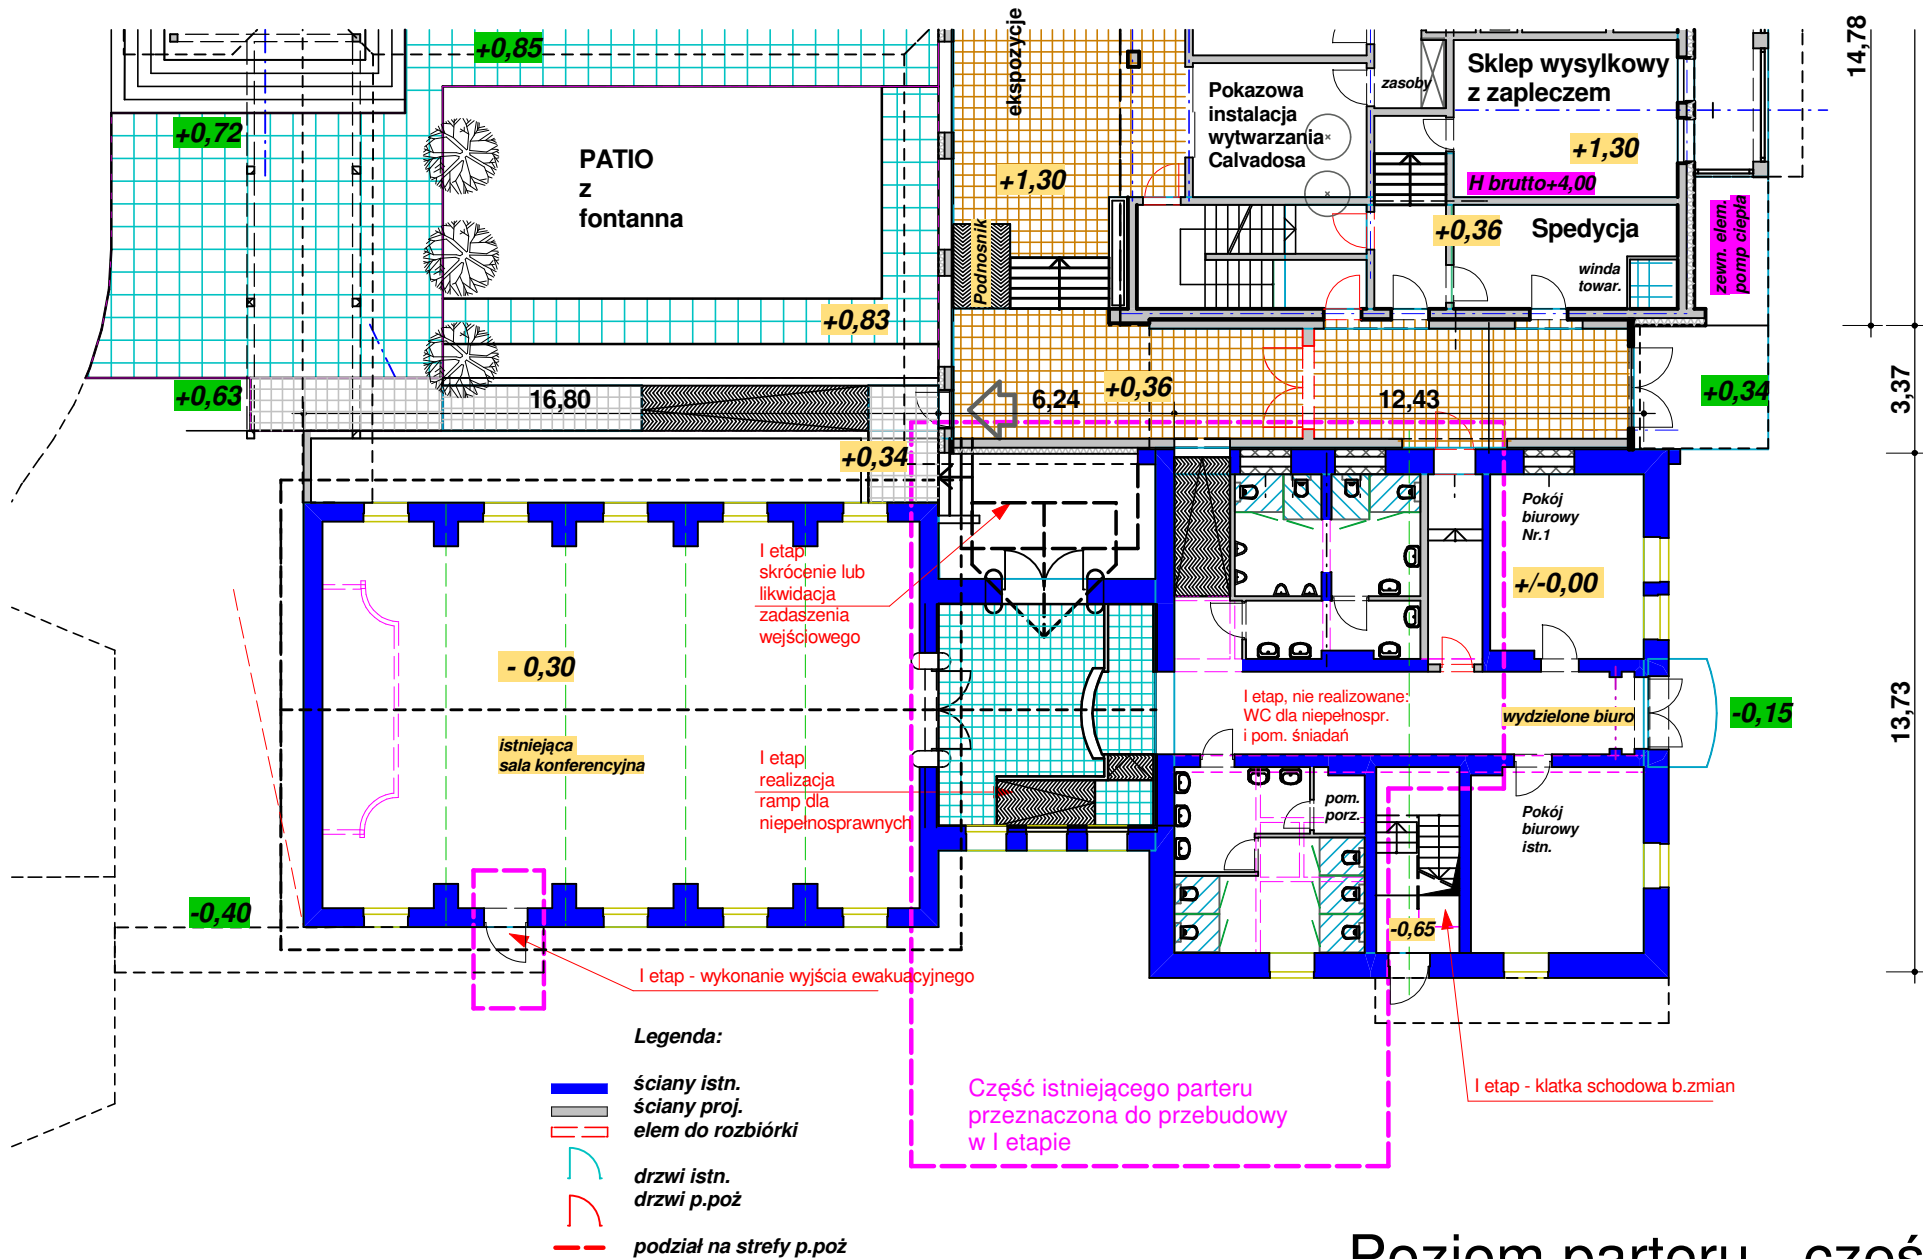 +0,85
+0,72
PATIO
z
fontanna
+0,83
+0,63
16,80
+0,34
ekspozycje
+1,30
Podnosnik
6,24
+0,36
12,43
Pokazowa
instalacja
wytwarzania
Calvadosa
zasoby
Sklep wysylkowy
z zapleczem
+1,30
H brutto+4,00
+0,36
Spedycja
winda
towar.
zewn. elem.
pomp ciepła
+0,34
14,78
3,37
13,73
I etap
skrócenie lub
likwidacja
zadaszenia
wejściowego
- 0,30
istniejąca
sala konferencyjna
I etap
realizacja
ramp dla
niepełnosprawnych
Pokój
biurowy
Nr.1
+/-0,00
I etap, nie realizowane:
WC dla niepełnospr.
i pom. śniadań
wydzielone biuro
-0,15
pom.
porz.
Pokój
biurowy
istn.
-0,65
-0,40
I etap - wykonanie wyjścia ewakuacyjnego
Legenda:
ściany istn.
ściany proj.
elem do rozbiórki
drzwi istn.
drzwi p.poż
podział na strefy p.poż
Część istniejącego parteru
przeznaczona do przebudowy
w I etapie
I etap - klatka schodowa b.zmian
Poziom parteru - część